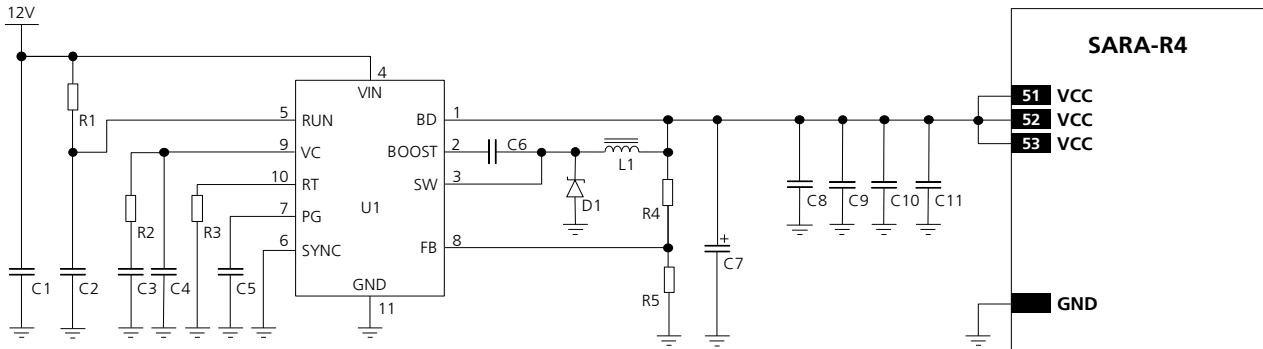 12V
SARA-R4
4
VIN
51 VCC
R1
5 RUN
BD 1
52 VCC
9 VC
BOOST 2
C6
53 VCC
L1
10 RT
SW 3
C8 C9 C10 C11
U1
D1
R4
7 PG
R2
R3
6 SYNC
FB 8
+
C7
GND
C1 C2 C3 C4 C5
R5
11
GND